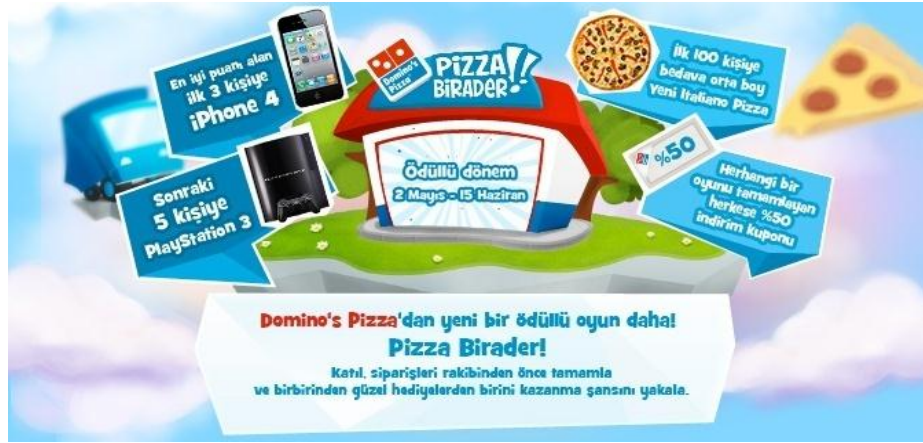 En iyi puanı alan
ilk 3 kişiye
iPhone 4
Domino's
Pizza
PiZZA
BiRADER!!
İlk 100 kişiye
bedava orta boy
Yeni Italiano Pizza
Sonraki
5 kişiye
PlayStation 3
Ödüllü dönem
2 Mayıs - 15 Haziran
%50
Herhangi bir
oyunu tamamlayan
herkese %50
indirim kuponu
Domino's Pizza'dan yeni bir ödüllü oyun daha!
Pizza Birader!
Katıl, siparişleri rakibinden önce tamamla
ve birbirinden güzel hediyelerden birini kazanma şansını yakala.